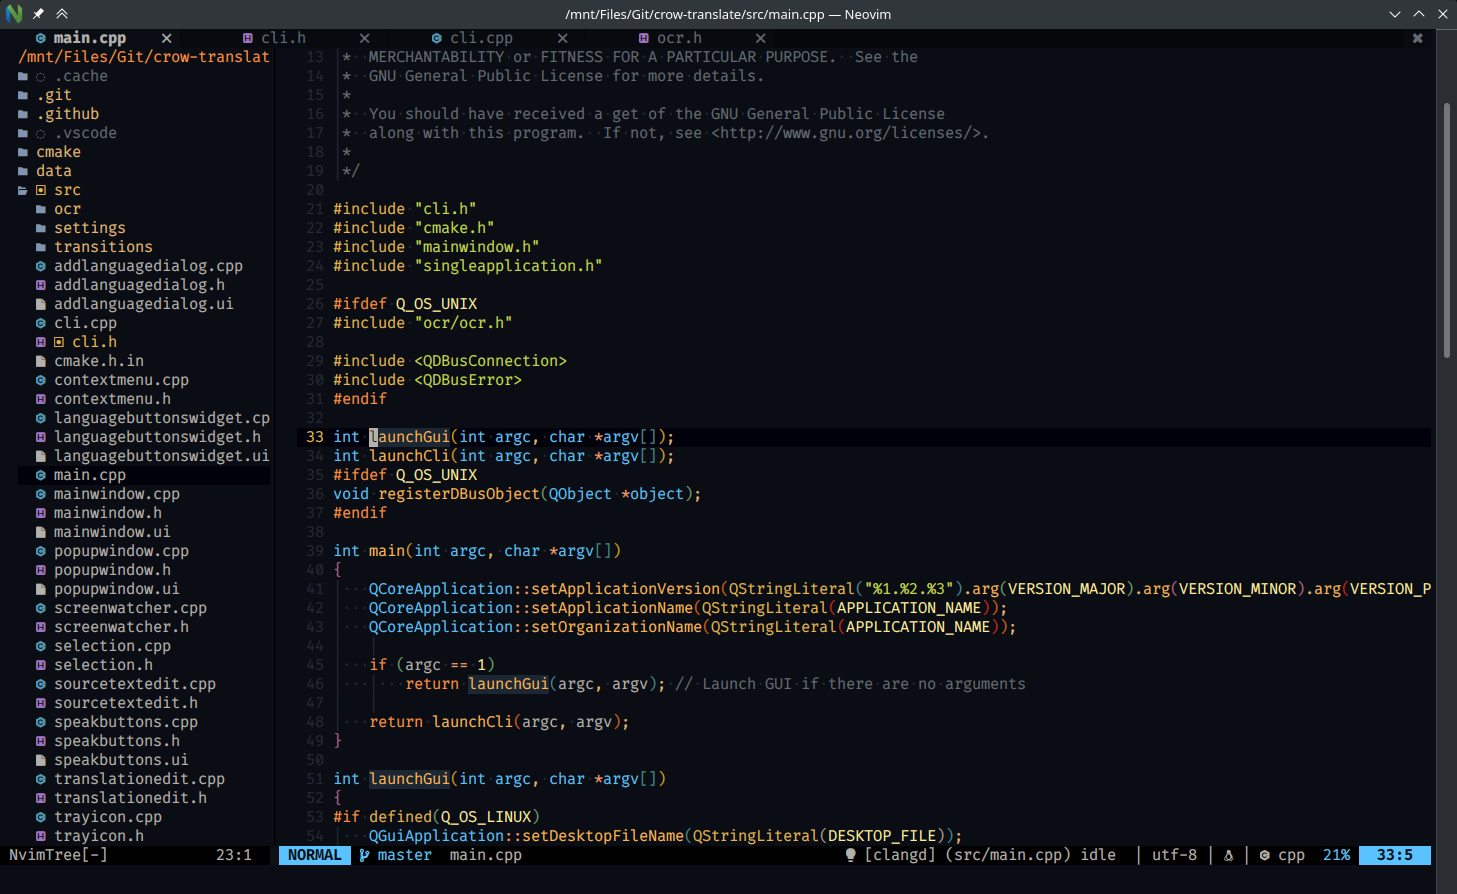 /mnt/Files/Git/crow-translate/src/main.cpp — Neovim
main.cpp cli.h cli.cpp ocr.h
/mnt/Files/Git/crow-translat
.cache
.git
.github
.vscode
cmake
data
src
ocr
settings
transitions
addlanguagedialog.cpp
addlanguagedialog.h
addlanguagedialog.ui
cli.cpp
cli.h
cmake.h.in
contextmenu.cpp
contextmenu.h
languagebuttonswidget.cp
languagebuttonswidget.h
languagebuttonswidget.ui
main.cpp
mainwindow.cpp
mainwindow.h
mainwindow.ui
popupwindow.cpp
popupwindow.h
popupwindow.ui
screenwatcher.cpp
screenwatcher.h
selection.cpp
selection.h
sourcetextedit.cpp
sourcetextedit.h
speakbuttons.cpp
speakbuttons.h
speakbuttons.ui
translationedit.cpp
translationedit.h
trayicon.cpp
trayicon.h
13 * MERCHANTABILITY or FITNESS FOR A PARTICULAR PURPOSE. See the
14 * GNU General Public License for more details.
15 *
16 * You should have received a get of the GNU General Public License
17 * along with this program. If not, see <http://www.gnu.org/licenses/>.
18 *
19 */
20
21 #include "cli.h"
22 #include "cmake.h"
23 #include "mainwindow.h"
24 #include "singleapplication.h"
25
26 #ifdef Q_OS_UNIX
27 #include "ocr/ocr.h"
28
29 #include <QDBusConnection>
30 #include <QDBusError>
31 #endif
32
33 int launchGui(int argc, char *argv[]);
34 int launchCli(int argc, char *argv[]);
35 #ifdef Q_OS_UNIX
36 void registerDBusObject(QObject *object);
37 #endif
38
39 int main(int argc, char *argv[])
40 {
41 QCoreApplication::setApplicationVersion(QStringLiteral("%1.%2.%3").arg(VERSION_MAJOR).arg(VERSION_MINOR).arg(VERSION_P
42 QCoreApplication::setApplicationName(QStringLiteral(APPLICATION_NAME));
43 QCoreApplication::setOrganizationName(QStringLiteral(APPLICATION_NAME));
44
45 if (argc == 1)
46 return launchGui(argc, argv); // Launch GUI if there are no arguments
47
48 return launchCli(argc, argv);
49 }
50
51 int launchGui(int argc, char *argv[])
52 {
53 #if defined(Q_OS_LINUX)
54 QGuiApplication::setDesktopFileName(QStringLiteral(DESKTOP_FILE));
NvimTree[-] 23:1 NORMAL master main.cpp [clangd] (src/main.cpp) idle | utf-8 | | cpp 21% 33:5